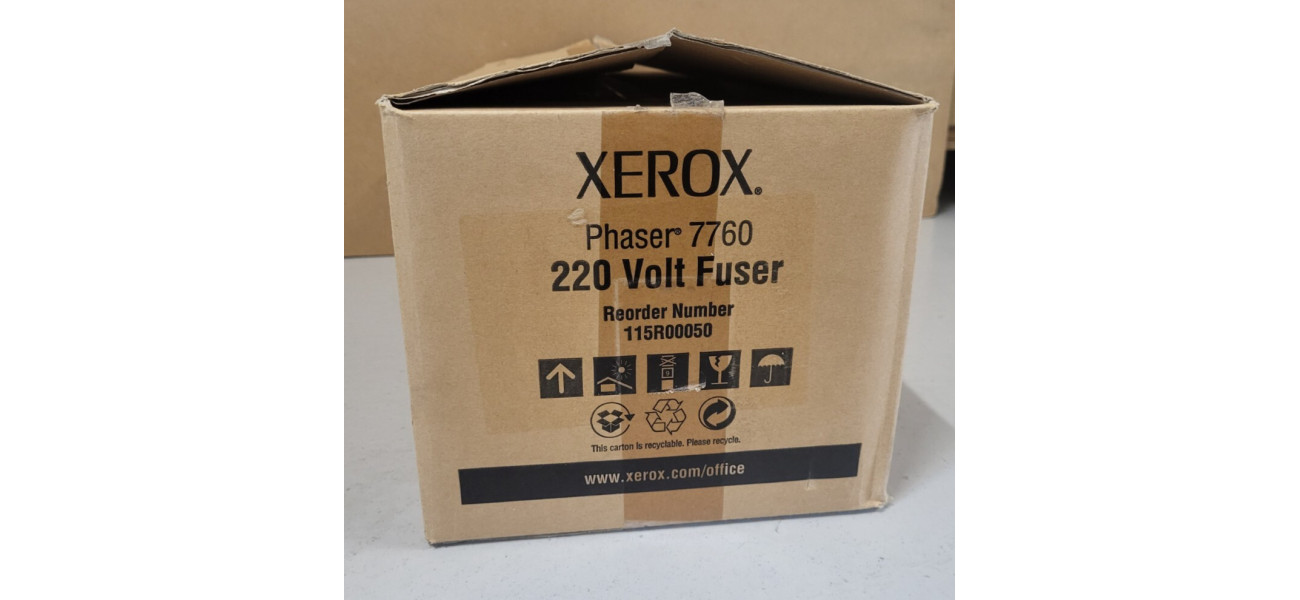 XEROX®
Phaser® 7760
220 Volt Fuser
Reorder Number
115R00050
This carton is recyclable. Please recycle.
www.xerox.com/office